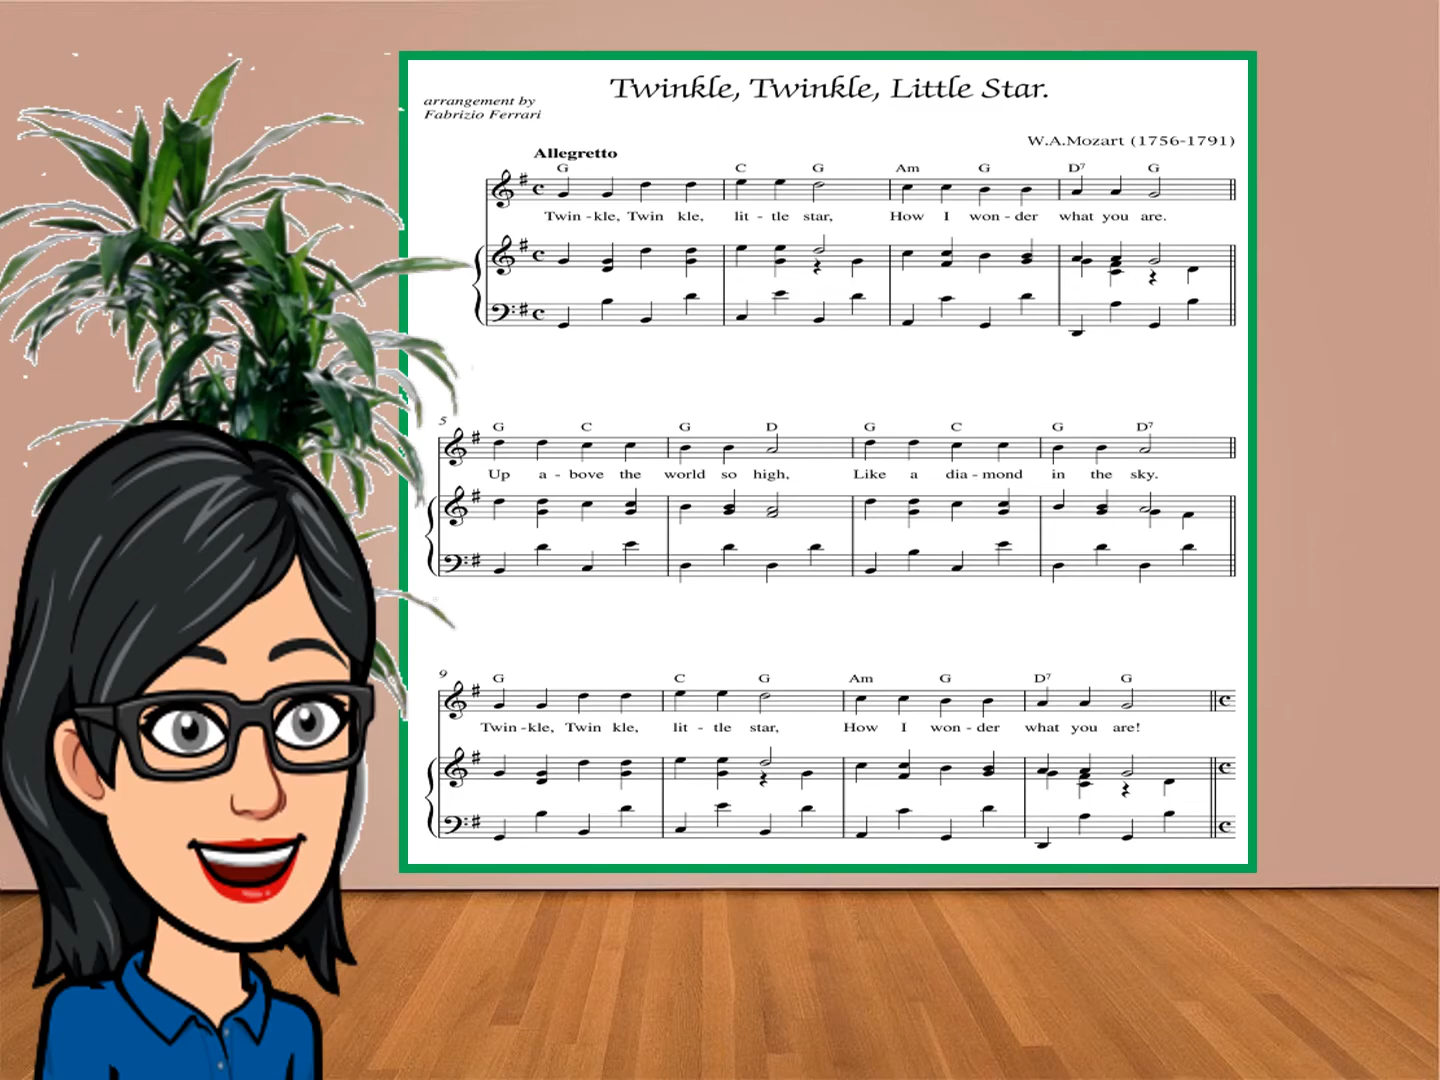 Twinkle, Twinkle, Little Star.
arrangement by
Fabrizio Ferrari
W.A.Mozart (1756-1791)
Allegretto
G C G Am G D7 G
Twin - kle, Twin kle, lit - tle star, How I won - der what you are.
5
G C G D G C G D7
Up a - bove the world so high, Like a dia - mond in the sky.
9
G C G Am G D7 G
Twin - kle, Twin kle, lit - tle star, How I won - der what you are!